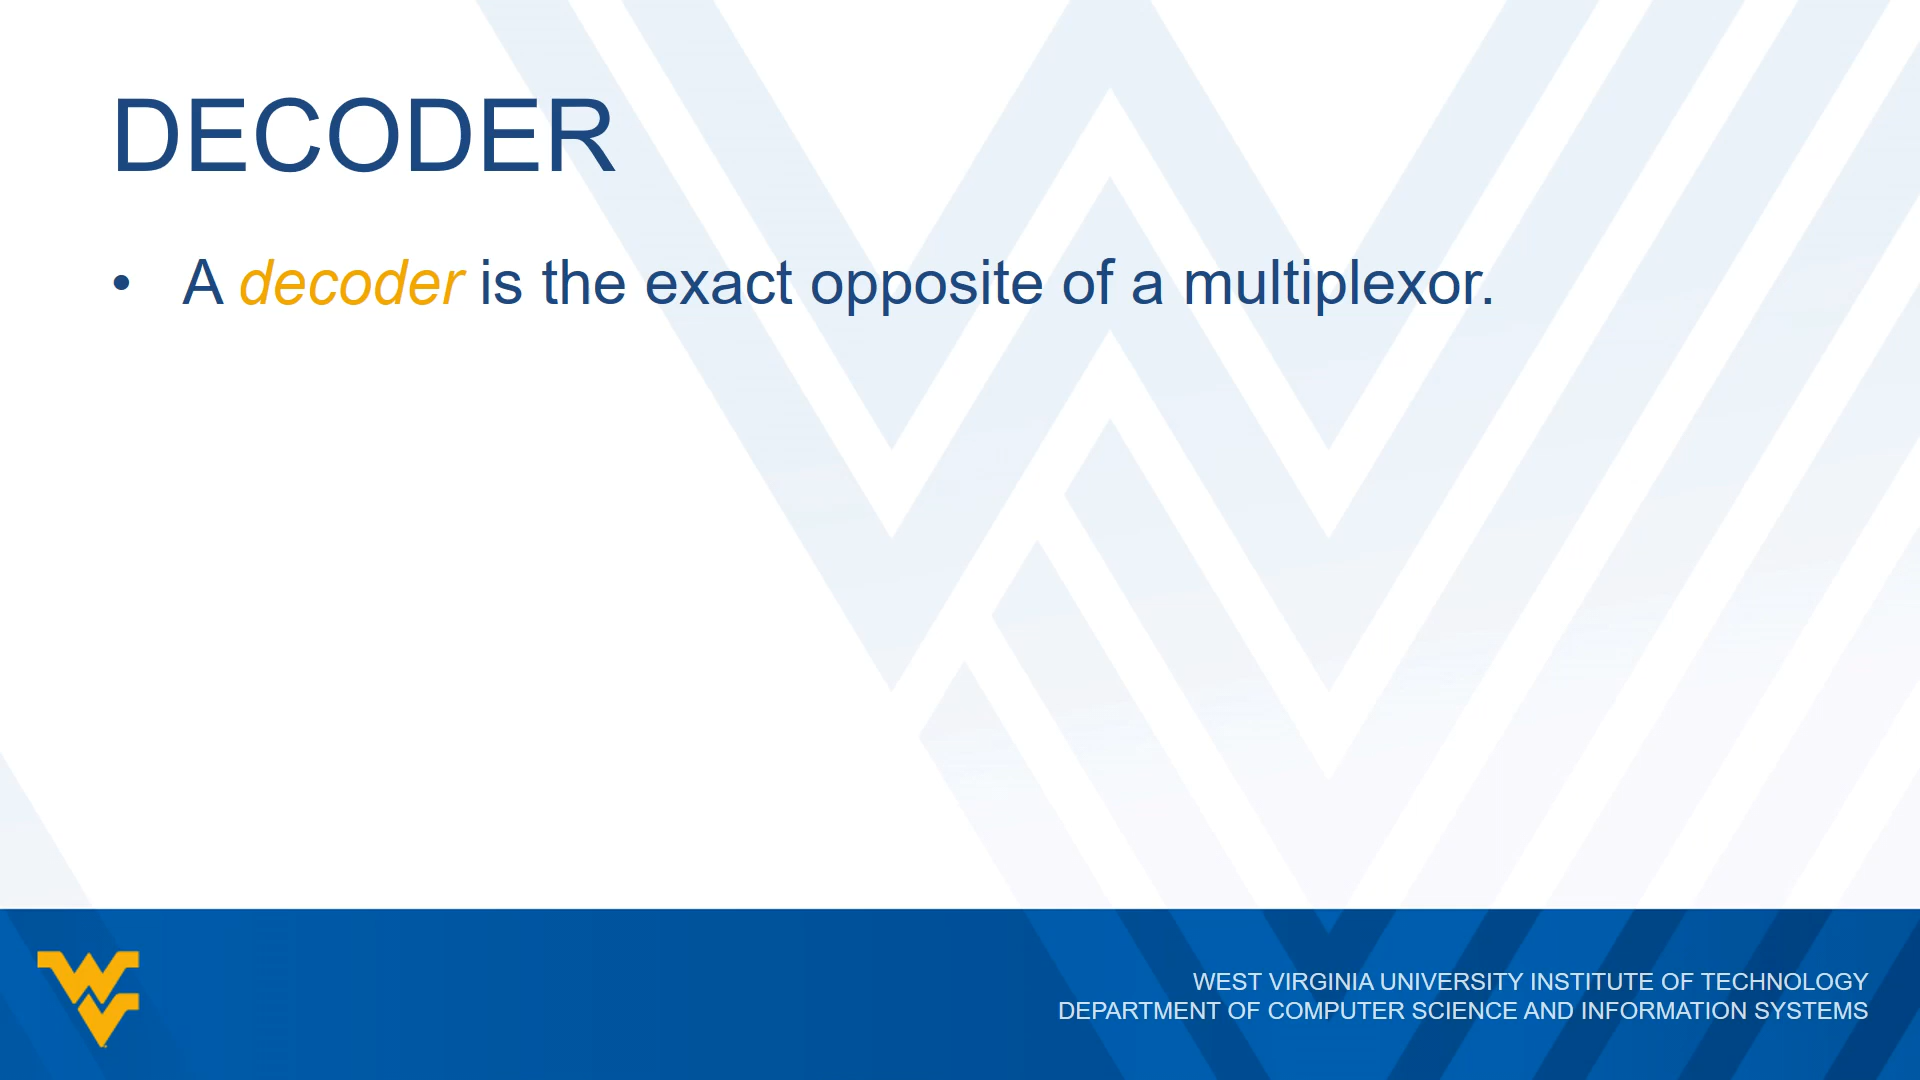 DECODER
• A decoder is the exact opposite of a multiplexor.
WEST VIRGINIA UNIVERSITY INSTITUTE OF TECHNOLOGY
DEPARTMENT OF COMPUTER SCIENCE AND INFORMATION SYSTEMS